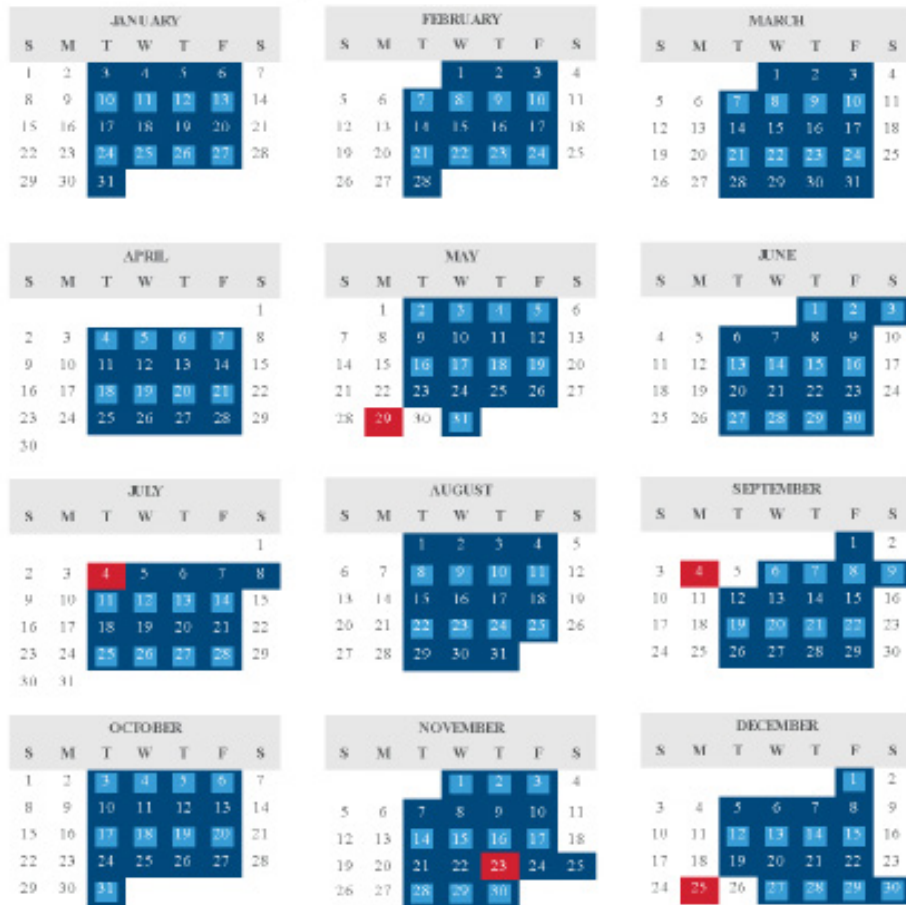 JANUARY
S M T W T F S
1 2 3 4 5 6 7
8 9 10 11 12 13 14
15 16 17 18 19 20 21
22 23 24 25 26 27 28
29 30 31
FEBRUARY
S M T W T F S
1 2 3 4
5 6 7 8 9 10 11
12 13 14 15 16 17 18
19 20 21 22 23 24 25
26 27 28
MARCH
S M T W T F S
1 2 3 4
5 6 7 8 9 10 11
12 13 14 15 16 17 18
19 20 21 22 23 24 25
26 27 28 29 30 31
APRIL
S M T W T F S
1
2 3 4 5 6 7 8
9 10 11 12 13 14 15
16 17 18 19 20 21 22
23 24 25 26 27 28 29
30
MAY
S M T W T F S
1 2 3 4 5 6
7 8 9 10 11 12 13
14 15 16 17 18 19 20
21 22 23 24 25 26 27
28 29 30 31
JUNE
S M T W T F S
1 2 3
4 5 6 7 8 9 10
11 12 13 14 15 16 17
18 19 20 21 22 23 24
25 26 27 28 29 30
JULY
S M T W T F S
1
2 3 4 5 6 7 8
9 10 11 12 13 14 15
16 17 18 19 20 21 22
23 24 25 26 27 28 29
30 31
AUGUST
S M T W T F S
1 2 3 4 5
6 7 8 9 10 11 12
13 14 15 16 17 18 19
20 21 22 23 24 25 26
27 28 29 30 31
SEPTEMBER
S M T W T F S
1 2
3 4 5 6 7 8 9
10 11 12 13 14 15 16
17 18 19 20 21 22 23
24 25 26 27 28 29 30
OCTOBER
S M T W T F S
1 2 3 4 5 6 7
8 9 10 11 12 13 14
15 16 17 18 19 20 21
22 23 24 25 26 27 28
29 30 31
NOVEMBER
S M T W T F S
1 2 3 4
5 6 7 8 9 10 11
12 13 14 15 16 17 18
19 20 21 22 23 24 25
26 27 28 29 30
DECEMBER
S M T W T F S
1 2
3 4 5 6 7 8 9
10 11 12 13 14 15 16
17 18 19 20 21 22 23
24 25 26 27 28 29 30